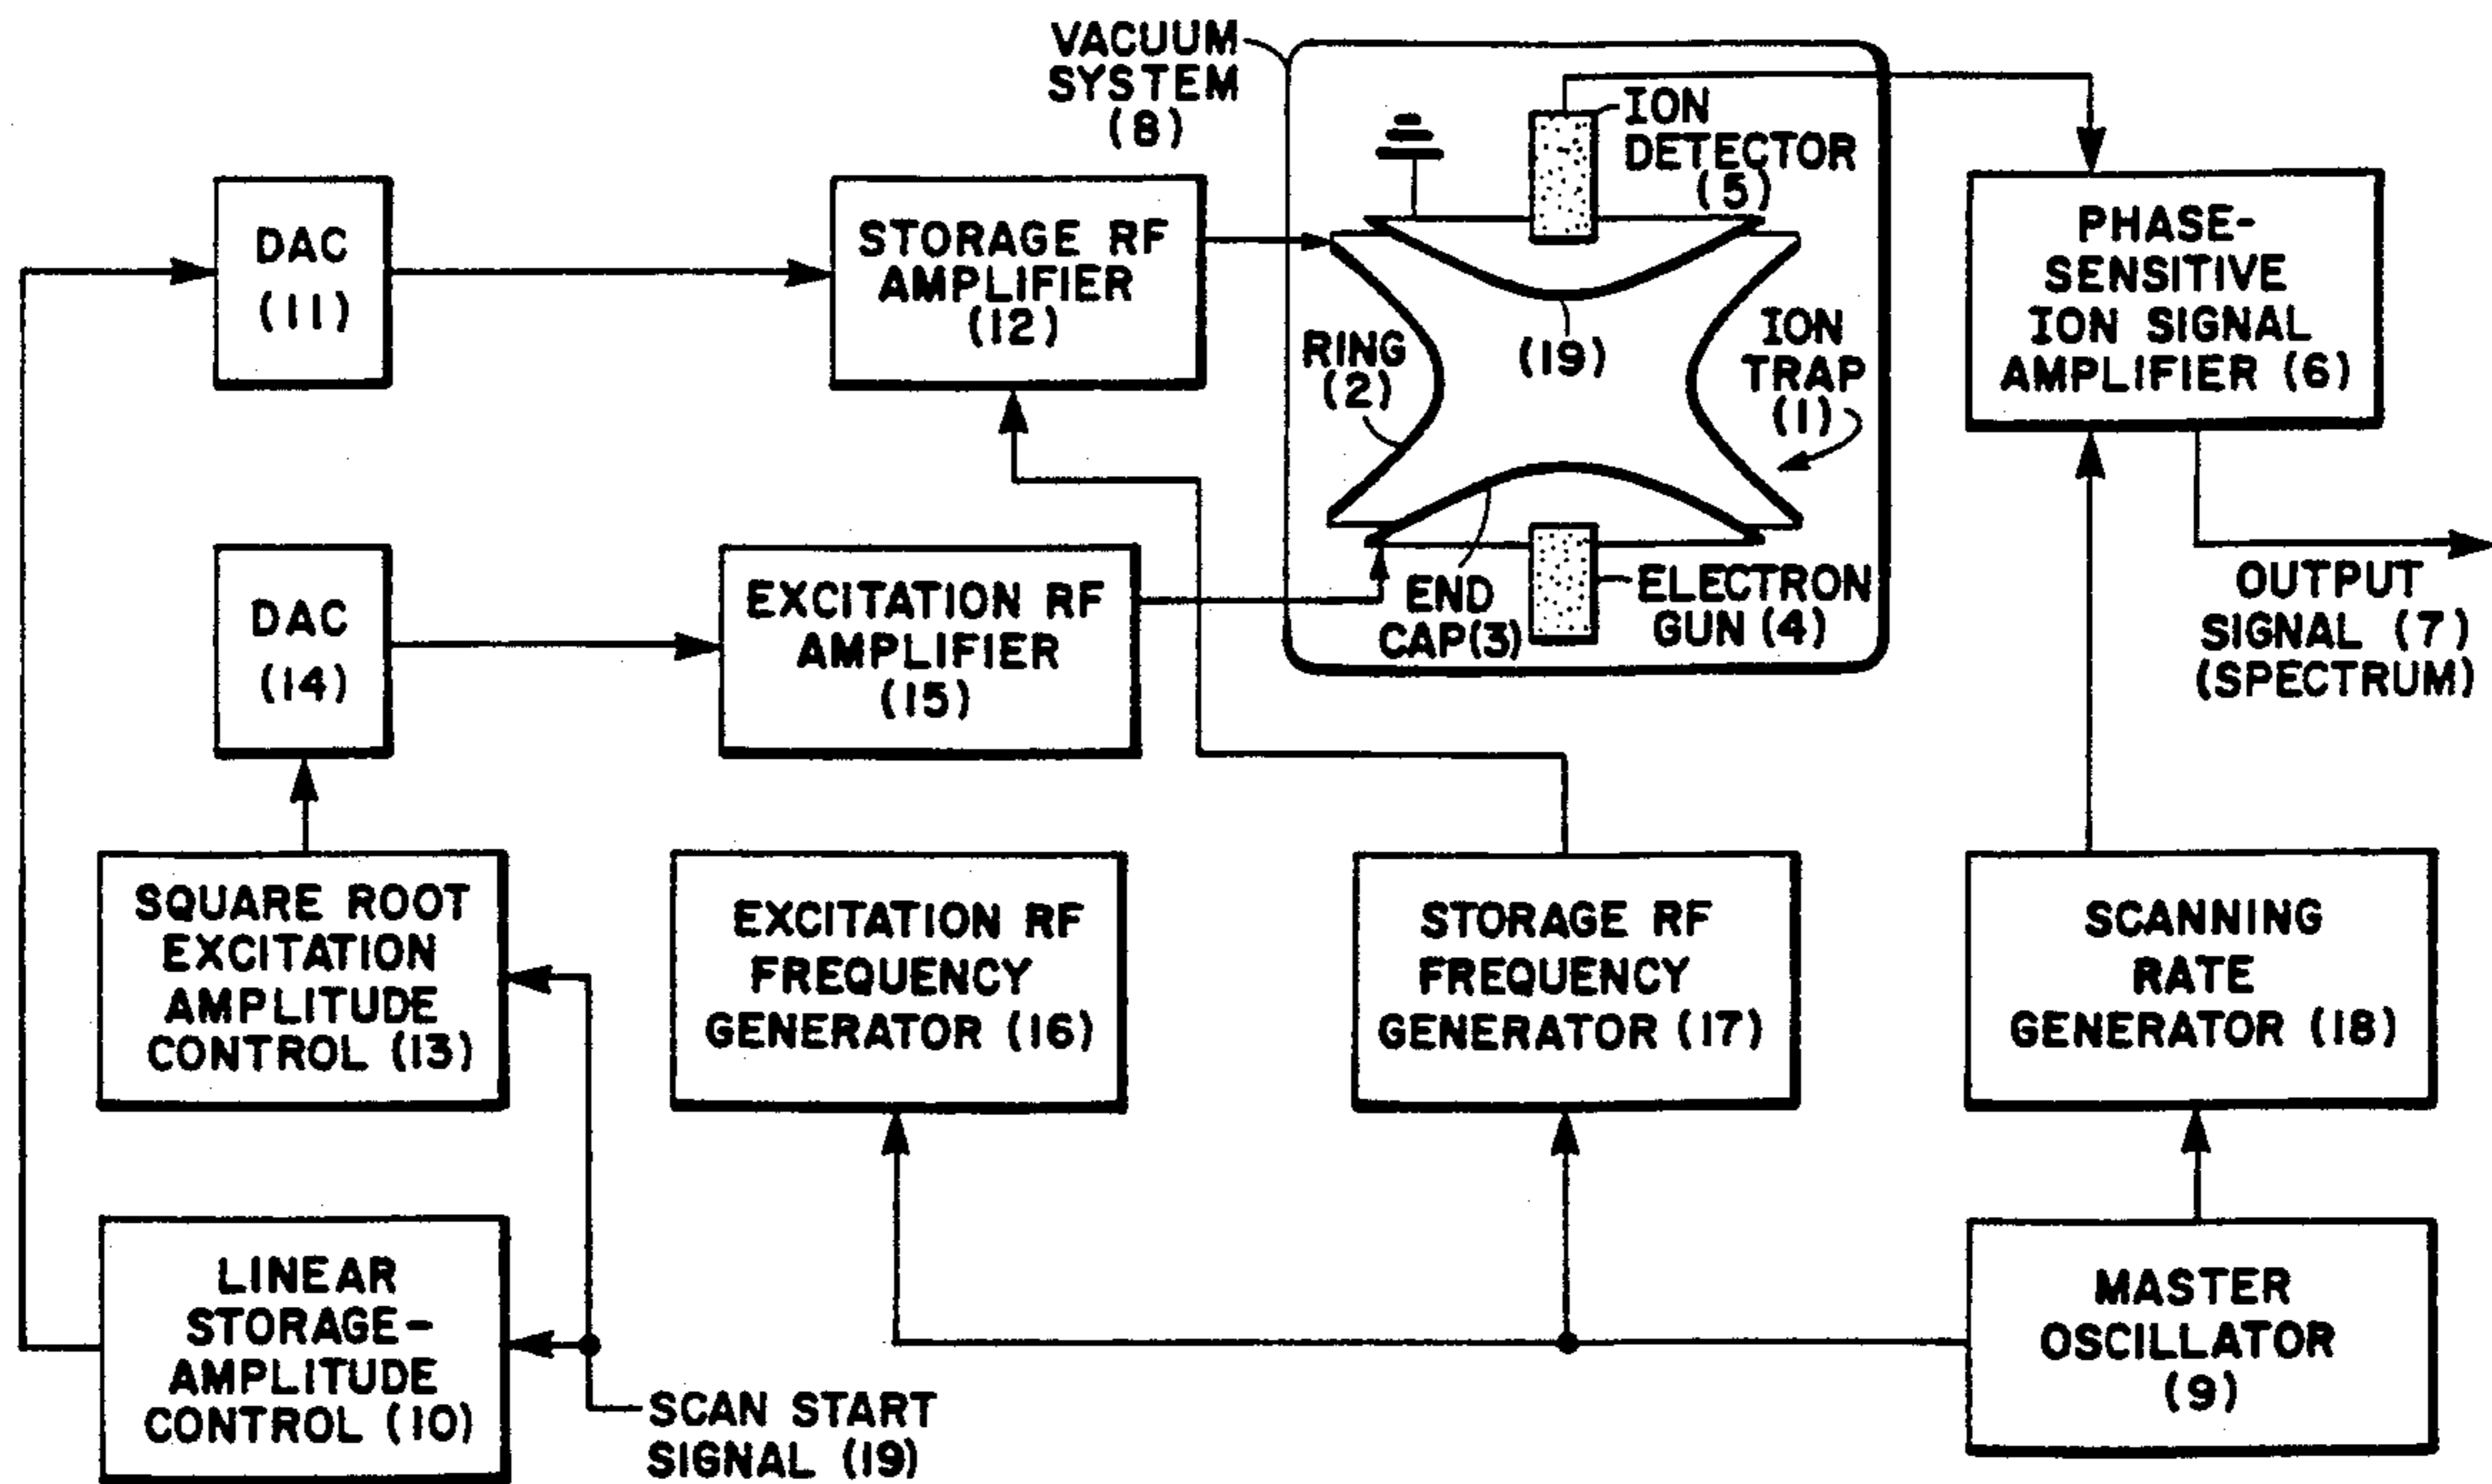 VACUUM
SYSTEM
(8)
ION
DETECTOR
(5)
DAC
(11)
STORAGE RF
AMPLIFIER
(12)
RING
(2)
(19)
ION
TRAP
(1)
PHASE-
SENSITIVE
ION SIGNAL
AMPLIFIER (6)
DAC
(14)
EXCITATION RF
AMPLIFIER
(15)
END
CAP(3)
ELECTRON
GUN (4)
OUTPUT
SIGNAL (7)
(SPECTRUM)
SQUARE ROOT
EXCITATION
AMPLITUDE
CONTROL (13)
EXCITATION RF
FREQUENCY
GENERATOR (16)
STORAGE RF
FREQUENCY
GENERATOR (17)
SCANNING
RATE
GENERATOR (18)
LINEAR
STORAGE-
AMPLITUDE
CONTROL (10)
SCAN START
SIGNAL (19)
MASTER
OSCILLATOR
(9)